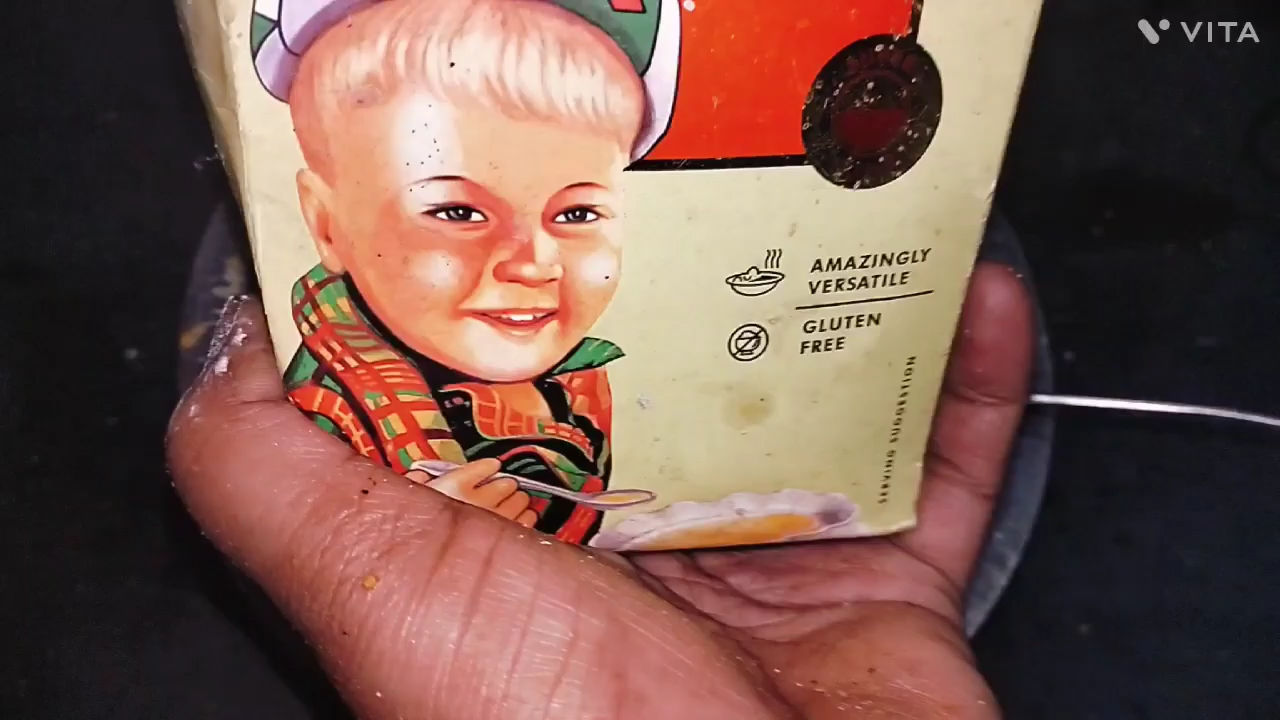 VITA
AMAZINGLY
VERSATILE
GLUTEN
FREE
SERVING SUGGESTION